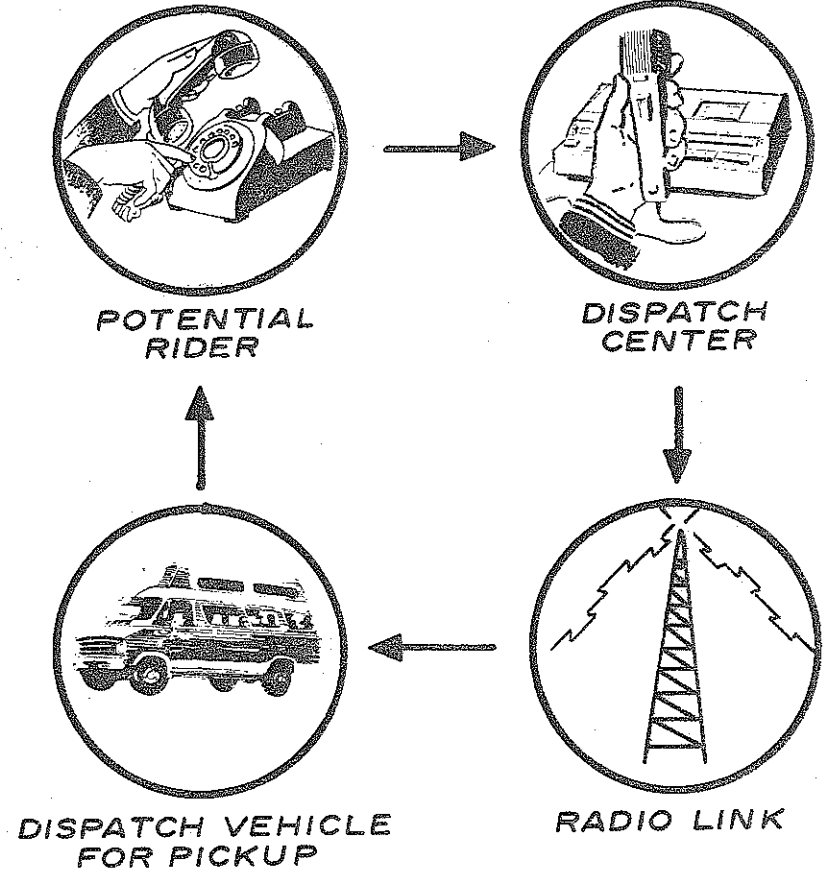 POTENTIAL
RIDER
DISPATCH
CENTER
DISPATCH VEHICLE
FOR PICKUP
RADIO LINK